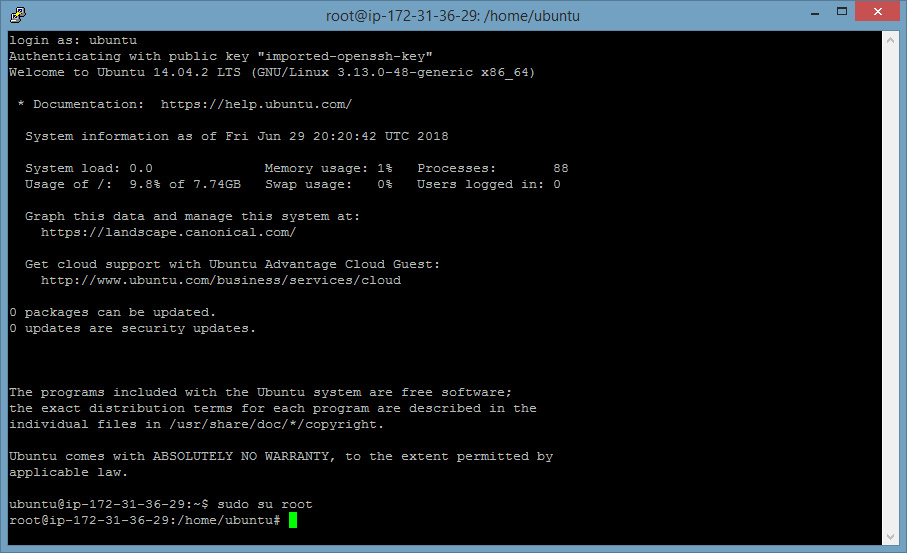 root@ip-172-31-36-29: /home/ubuntu
login as: ubuntu
Authenticating with public key "imported-openssh-key"
Welcome to Ubuntu 14.04.2 LTS (GNU/Linux 3.13.0-48-generic x86_64)
* Documentation:  https://help.ubuntu.com/
System information as of Fri Jun 29 20:20:42 UTC 2018
System load: 0.0              Memory usage: 1%   Processes:       88
Usage of /:  9.8% of 7.74GB   Swap usage:   0%   Users logged in: 0
Graph this data and manage this system at:
https://landscape.canonical.com/
Get cloud support with Ubuntu Advantage Cloud Guest:
http://www.ubuntu.com/business/services/cloud
0 packages can be updated.
0 updates are security updates.
The programs included with the Ubuntu system are free software;
the exact distribution terms for each program are described in the
individual files in /usr/share/doc/*/copyright.
Ubuntu comes with ABSOLUTELY NO WARRANTY, to the extent permitted by
applicable law.
ubuntu@ip-172-31-36-29:~$ sudo su root
root@ip-172-31-36-29:/home/ubuntu#